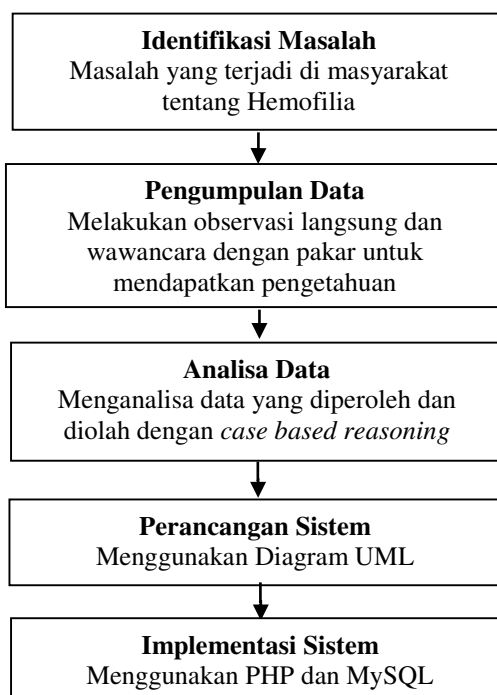 Identifikasi Masalah
Masalah yang terjadi di masyarakat
tentang Hemofilia
Pengumpulan Data
Melakukan observasi langsung dan
wawancara dengan pakar untuk
mendapatkan pengetahuan
Analisa Data
Menganalisa data yang diperoleh dan
diolah dengan case based reasoning
Perancangan Sistem
Menggunakan Diagram UML
Implementasi Sistem
Menggunakan PHP dan MySQL